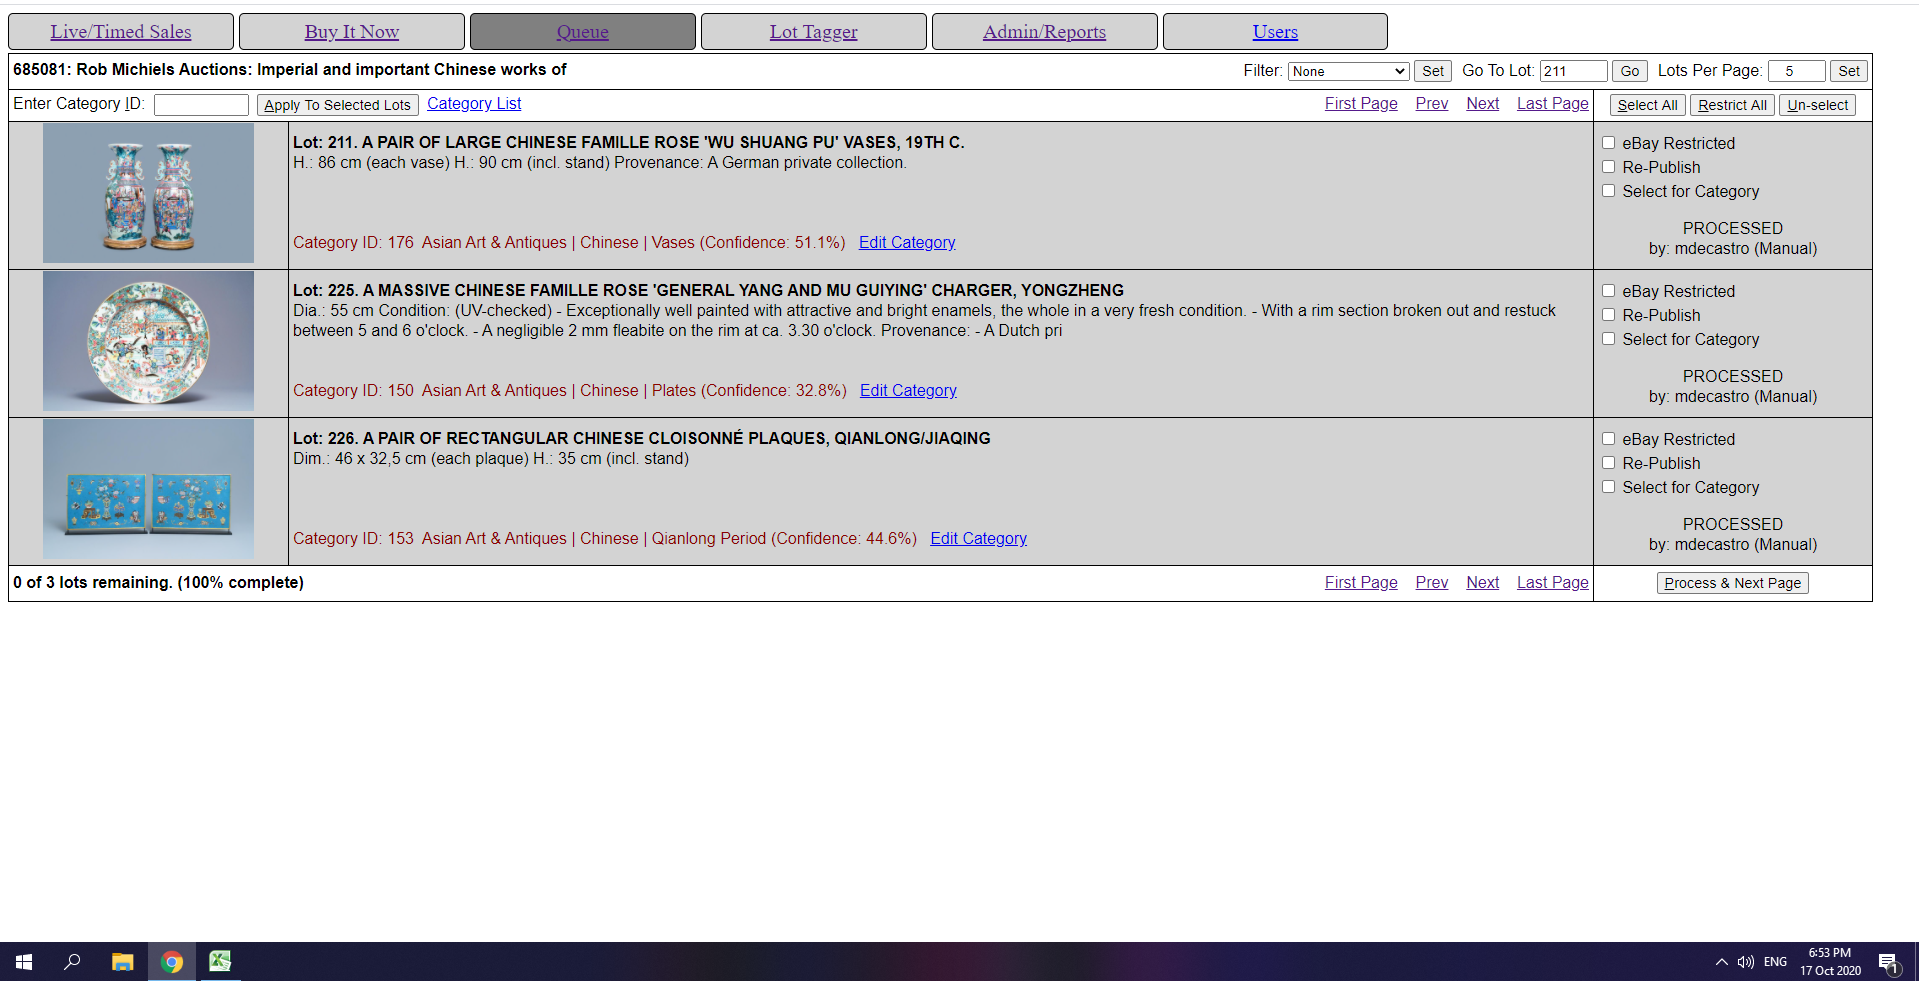 Live/Timed Sales
Buy It Now
Queue
Lot Tagger
Admin/Reports
Users
685081: Rob Michiels Auctions: Imperial and important Chinese works of
Filter: None Set Go To Lot: 211 Go Lots Per Page: 5 Set
Enter Category ID: Apply To Selected Lots Category List
First Page Prev Next Last Page
Select All Restrict All Un-select
Lot: 211. A PAIR OF LARGE CHINESE FAMILLE ROSE 'WU SHUANG PU' VASES, 19TH C.
H.: 86 cm (each vase) H.: 90 cm (incl. stand) Provenance: A German private collection.
Category ID: 176 Asian Art & Antiques | Chinese | Vases (Confidence: 51.1%) Edit Category
eBay Restricted
Re-Publish
Select for Category
PROCESSED
by: mdecastro (Manual)
Lot: 225. A MASSIVE CHINESE FAMILLE ROSE 'GENERAL YANG AND MU GUIYING' CHARGER, YONGZHENG
Dia.: 55 cm Condition: (UV-checked) - Exceptionally well painted with attractive and bright enamels, the whole in a very fresh condition. - With a rim section broken out and restuck
between 5 and 6 o'clock. - A negligible 2 mm fleabite on the rim at ca. 3.30 o'clock. Provenance: - A Dutch pri
Category ID: 150 Asian Art & Antiques | Chinese | Plates (Confidence: 32.8%) Edit Category
eBay Restricted
Re-Publish
Select for Category
PROCESSED
by: mdecastro (Manual)
Lot: 226. A PAIR OF RECTANGULAR CHINESE CLOISONNÉ PLAQUES, QIANLONG/JIAQING
Dim.: 46 x 32,5 cm (each plaque) H.: 35 cm (incl. stand)
Category ID: 153 Asian Art & Antiques | Chinese | Qianlong Period (Confidence: 44.6%) Edit Category
eBay Restricted
Re-Publish
Select for Category
PROCESSED
by: mdecastro (Manual)
0 of 3 lots remaining. (100% complete)
First Page Prev Next Last Page
Process & Next Page
ENG
6:53 PM
17 Oct 2020
1